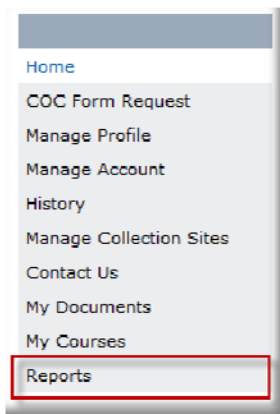 Home
COC Form Request
Manage Profile
Manage Account
History
Manage Collection Sites
Contact Us
My Documents
My Courses
Reports